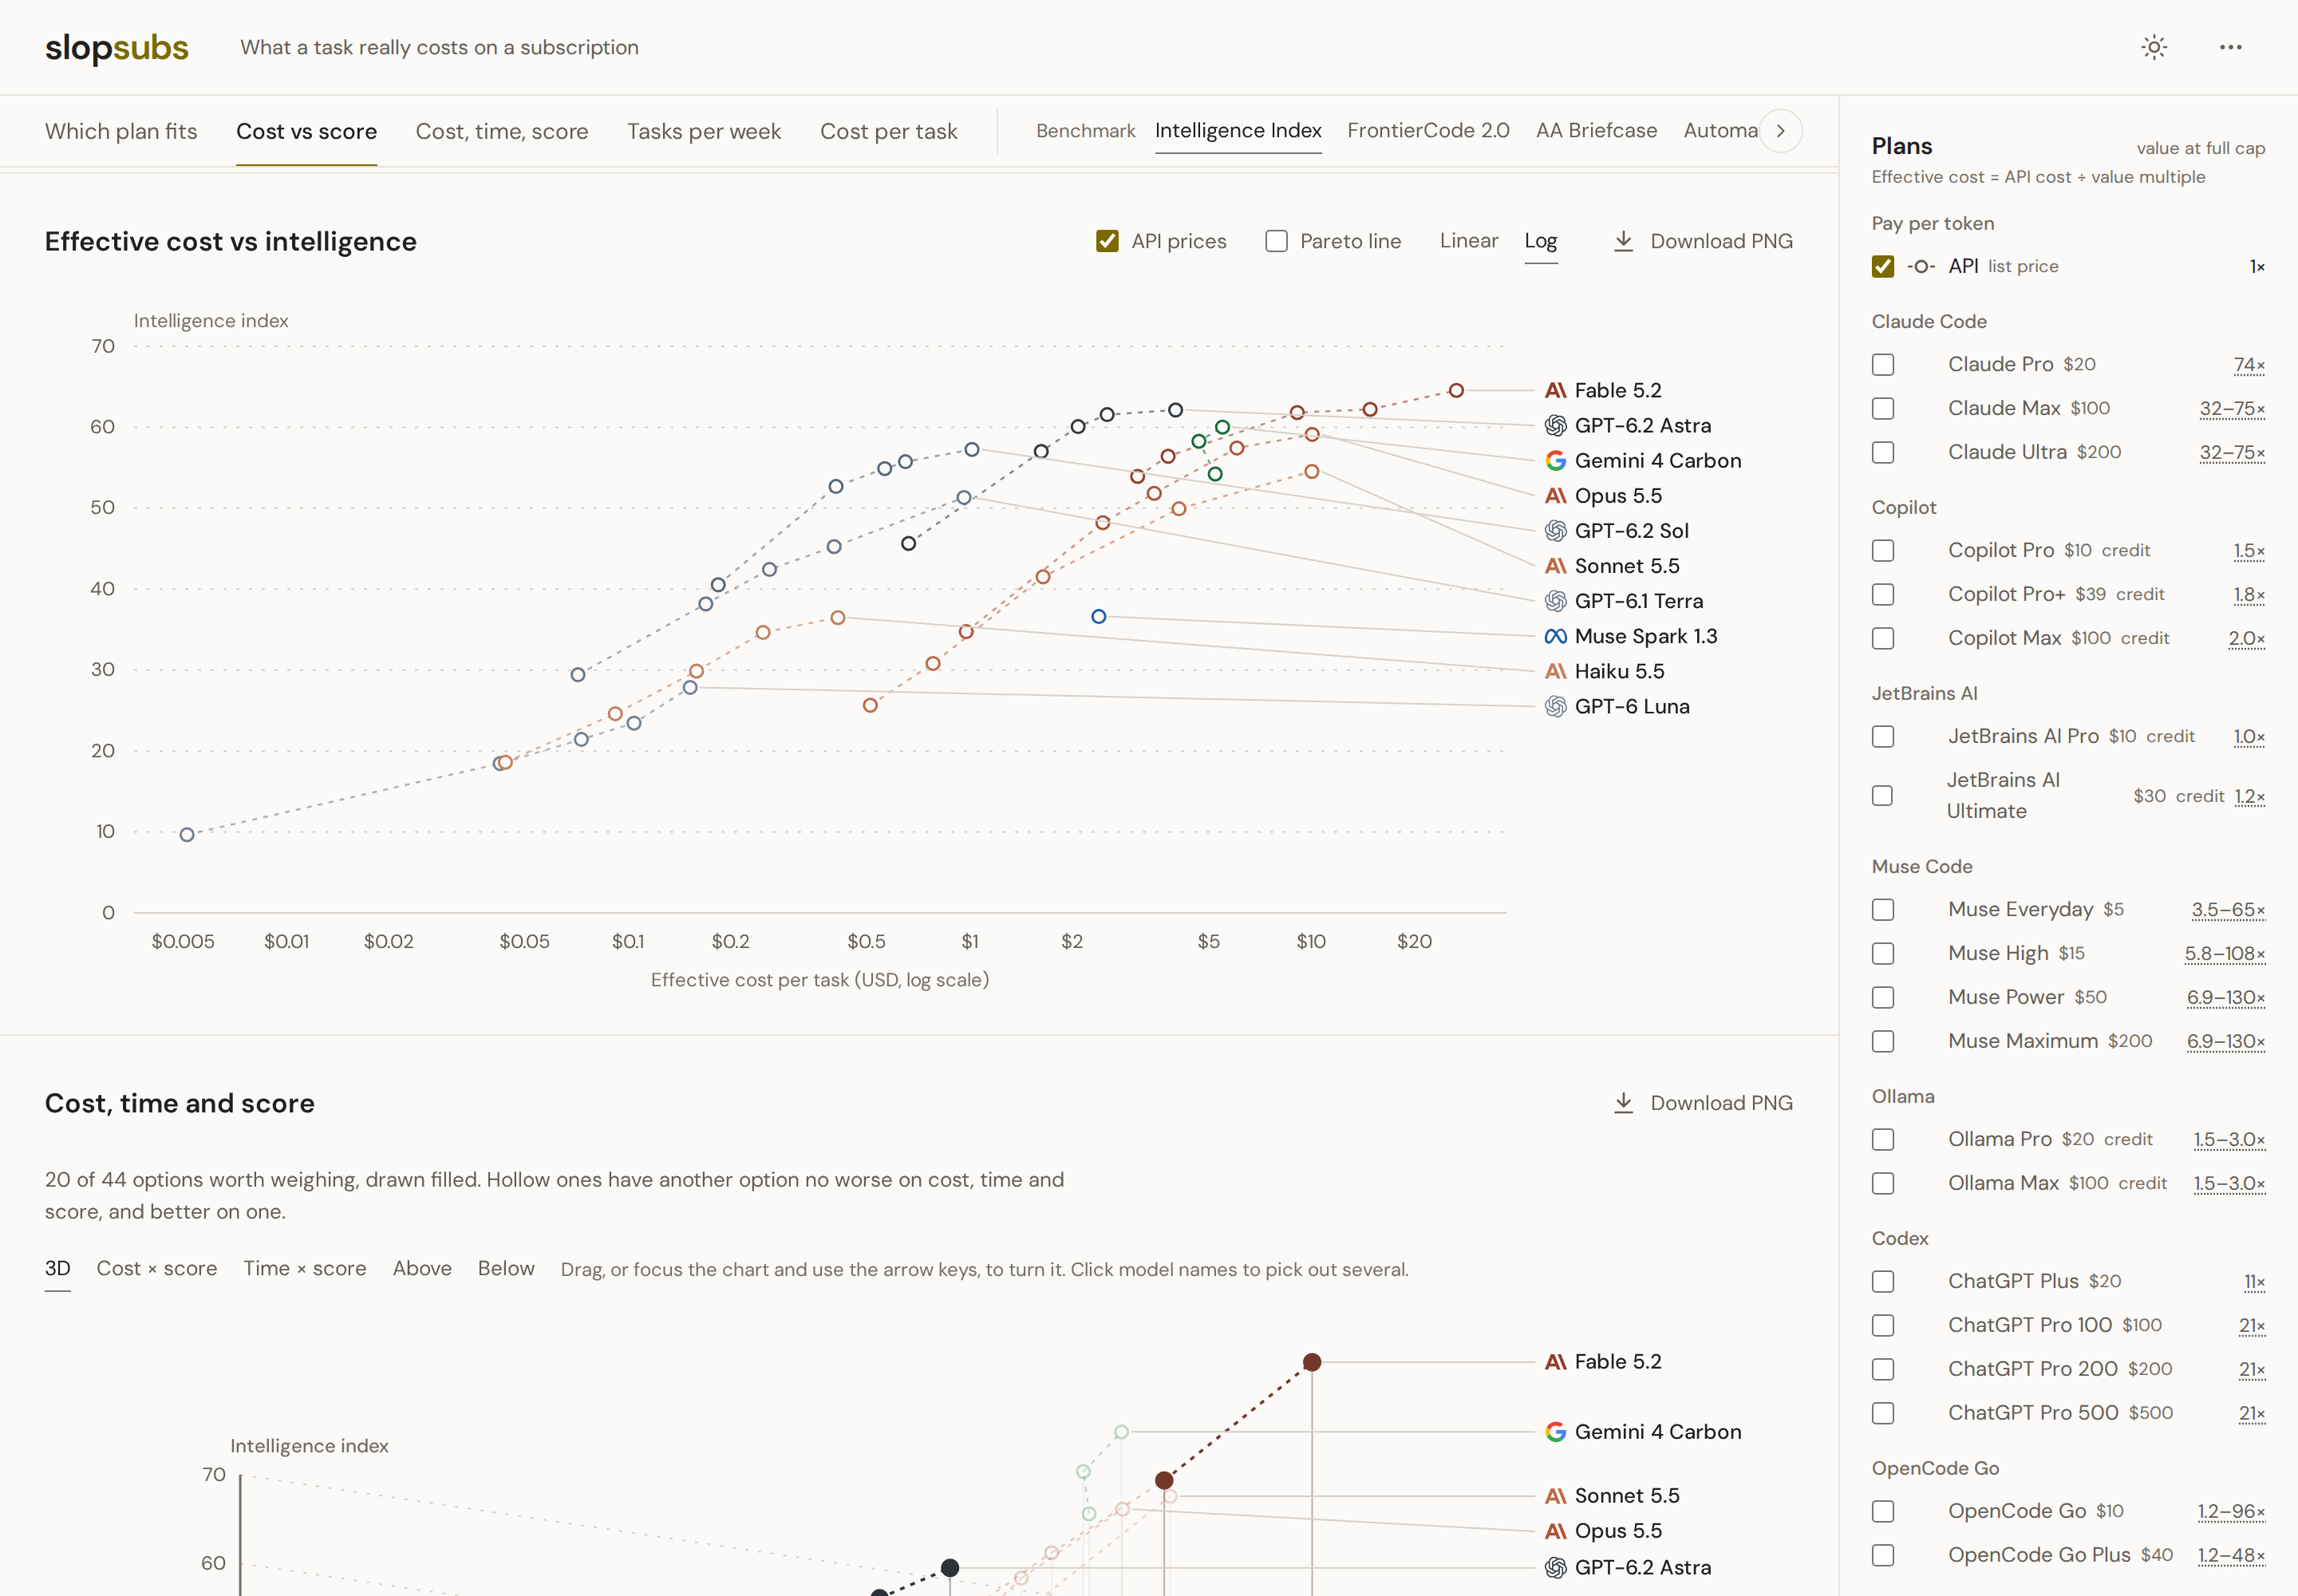 slopsubs What a task really costs on a subscription
Which plan fits Cost vs score Cost, time, score Tasks per week Cost per task Benchmark Intelligence Index FrontierCode 2.0 AA Briefcase Automa
Effective cost vs intelligence API prices Pareto line Linear Log Download PNG
Intelligence index
70
60
50
40
30
20
10
0
$0.005 $0.01 $0.02 $0.05 $0.1 $0.2 $0.5 $1 $2 $5 $10 $20
Effective cost per task (USD, log scale)
Fable 5.2
GPT-6.2 Astra
Gemini 4 Carbon
Opus 5.5
GPT-6.2 Sol
Sonnet 5.5
GPT-6.1 Terra
Muse Spark 1.3
Haiku 5.5
GPT-6 Luna
Cost, time and score Download PNG
20 of 44 options worth weighing, drawn filled. Hollow ones have another option no worse on cost, time and
score, and better on one.
3D Cost × score Time × score Above Below Drag, or focus the chart and use the arrow keys, to turn it. Click model names to pick out several.
Intelligence index
70
60
Fable 5.2
Gemini 4 Carbon
Sonnet 5.5
Opus 5.5
GPT-6.2 Astra
Plans value at full cap
Effective cost = API cost ÷ value multiple
Pay per token
API list price 1×
Claude Code
Claude Pro $20 74×
Claude Max $100 32–75×
Claude Ultra $200 32–75×
Copilot
Copilot Pro $10 credit 1.5×
Copilot Pro+ $39 credit 1.8×
Copilot Max $100 credit 2.0×
JetBrains AI
JetBrains AI Pro $10 credit 1.0×
JetBrains AI
Ultimate $30 credit 1.2×
Muse Code
Muse Everyday $5 3.5–65×
Muse High $15 5.8–108×
Muse Power $50 6.9–130×
Muse Maximum $200 6.9–130×
Ollama
Ollama Pro $20 credit 1.5–3.0×
Ollama Max $100 credit 1.5–3.0×
Codex
ChatGPT Plus $20 11×
ChatGPT Pro 100 $100 21×
ChatGPT Pro 200 $200 21×
ChatGPT Pro 500 $500 21×
OpenCode Go
OpenCode Go $10 1.2–96×
OpenCode Go Plus $40 1.2–48×